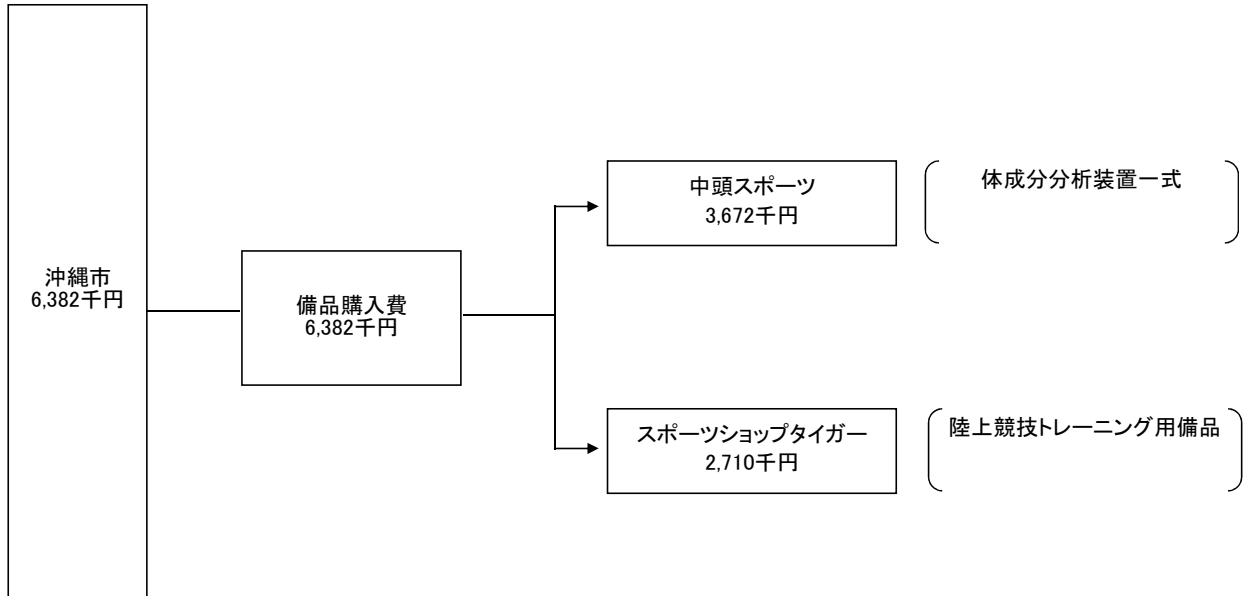 沖縄市
6,382千円
備品購入費
6,382千円
中頭スポーツ
3,672千円
体成分分析装置一式
スポーツショップタイガー
2,710千円
陸上競技トレーニング用備品